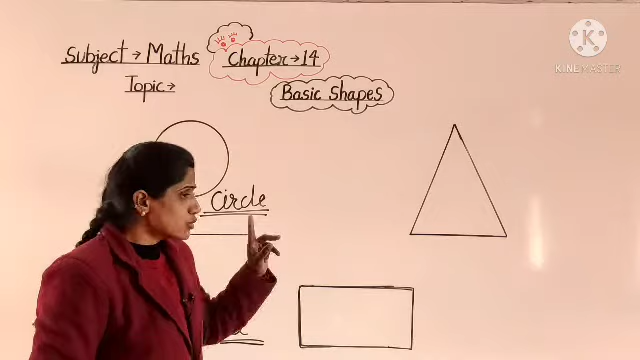 Subject → Maths
Chapter → 14
Topic →
Basic Shapes
Circle
KINEMASTER